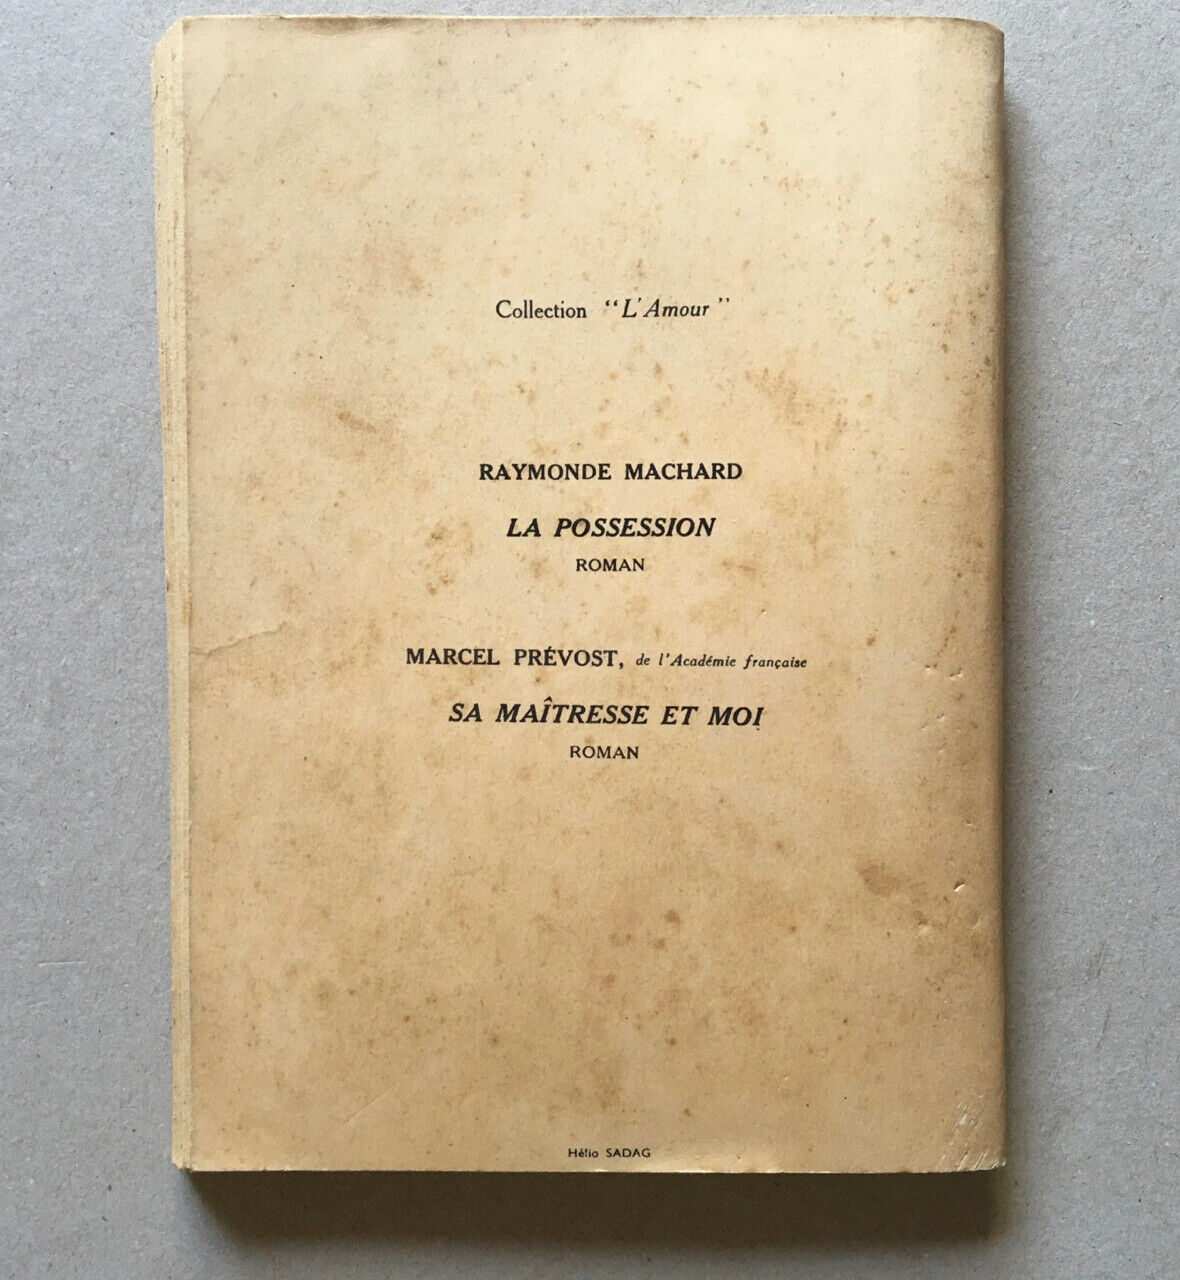 Collection "L'Amour"
RAYMONDE MACHARD
LA POSSESSION
ROMAN
MARCEL PRÉVOST, de l'Académie française
SA MAÎTRESSE ET MOI
ROMAN
Hélio SADAG